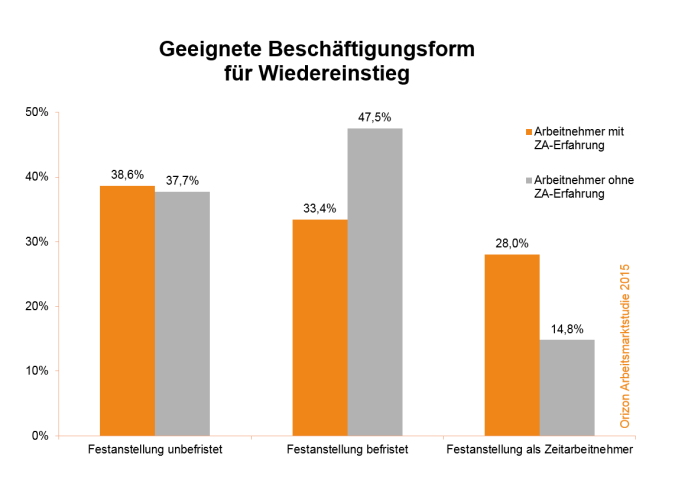 Geeignete Beschäftigungsform
für Wiedereinstieg
50%
40%
30%
20%
10%
0%
38,6%
37,7%
33,4%
47,5%
28,0%
14,8%
Festanstellung unbefristet
Festanstellung befristet
Festanstellung als Zeitarbeitnehmer
Arbeitnehmer mit
ZA-Erfahrung
Arbeitnehmer ohne
ZA-Erfahrung
Orizon Arbeitsmarktstudie 2015